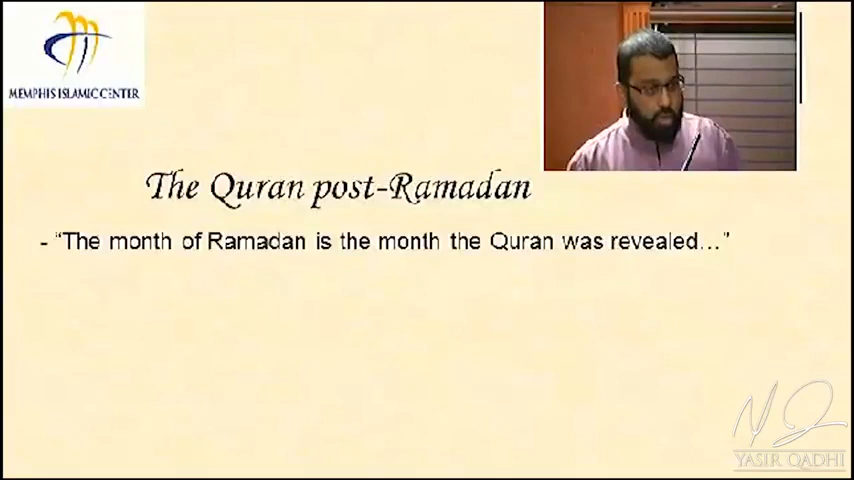 MEMPHIS ISLAMIC CENTER
The Quran post-Ramadan
- “The month of Ramadan is the month the Quran was revealed…”
YASIR QADHI